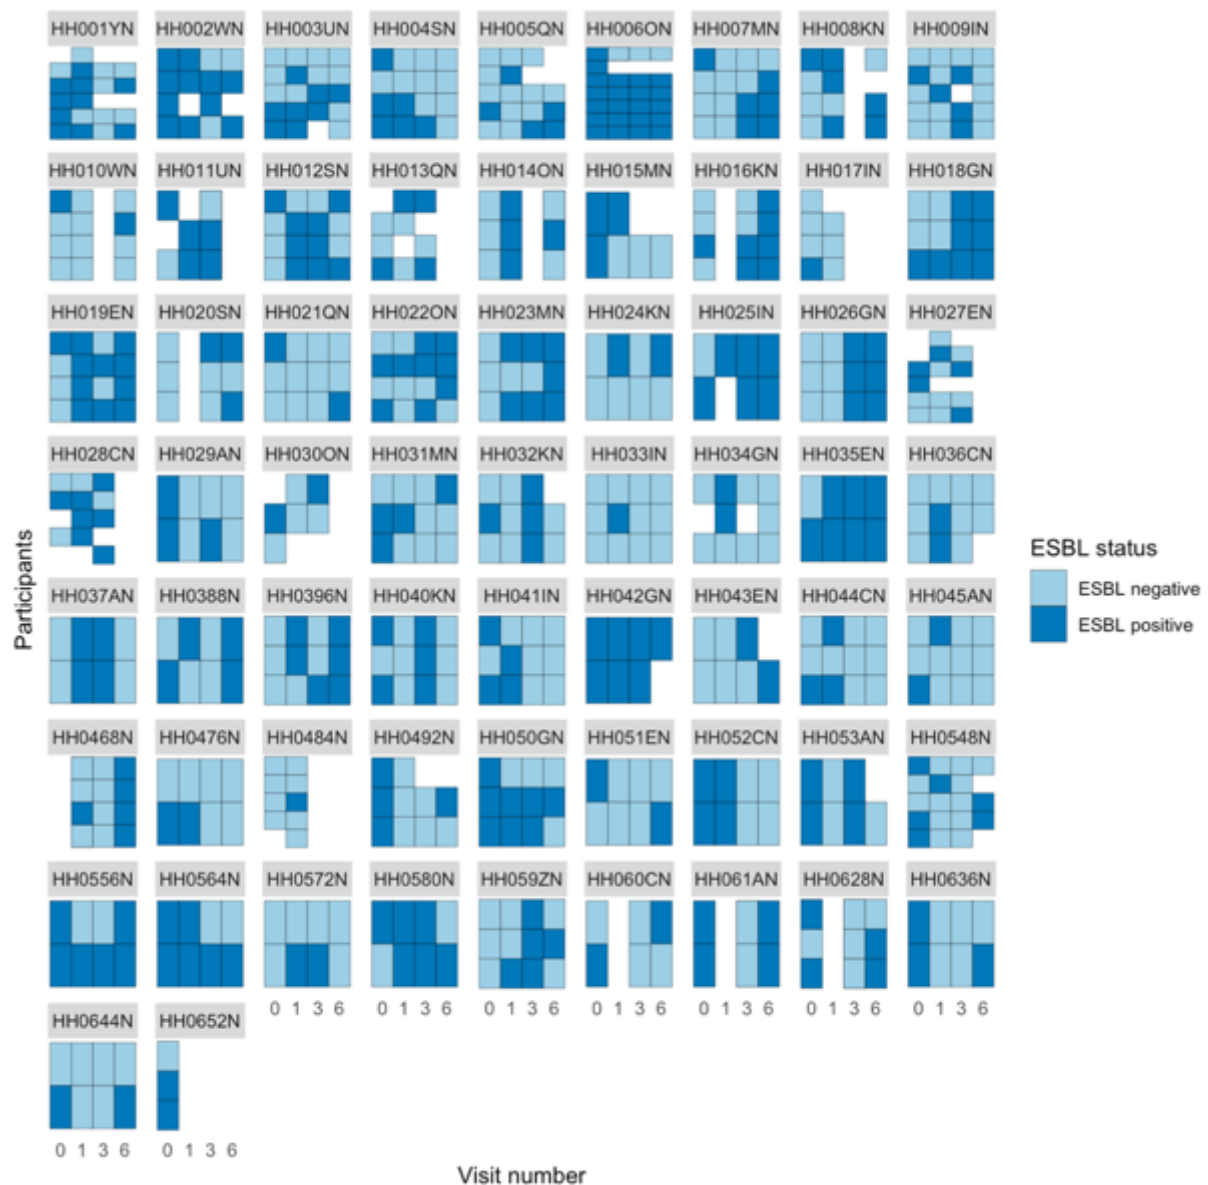 HH001YN HH002WN HH003UN HH004SN HH005QN HH006ON HH007MN HH008KN HH009IN
HH010WN HH011UN HH012SN HH013QN HH014ON HH015MN HH016KN HH017IN HH018GN
HH019EN HH020SN HH021QN HH022ON HH023MN HH024KN HH025IN HH026GN HH027EN
HH028CN HH029AN HH030ON HH031MN HH032KN HH033IN HH034GN HH035EN HH036CN
ESBL status
ESBL negative
ESBL positive
Participants
HH037AN HH0388N HH0396N HH040KN HH041IN HH042GN HH043EN HH044CN HH045AN
HH0468N HH0476N HH0484N HH0492N HH050GN HH051EN HH052CN HH053AN HH0548N
HH0556N HH0564N HH0572N HH0580N HH059ZN HH060CN HH061AN HH0628N HH0636N
0 1 3 6 0 1 3 6 0 1 3 6 0 1 3 6 0 1 3 6 0 1 3 6 0 1 3 6
HH0644N HH0652N
0 1 3 6 0 1 3 6
Visit number